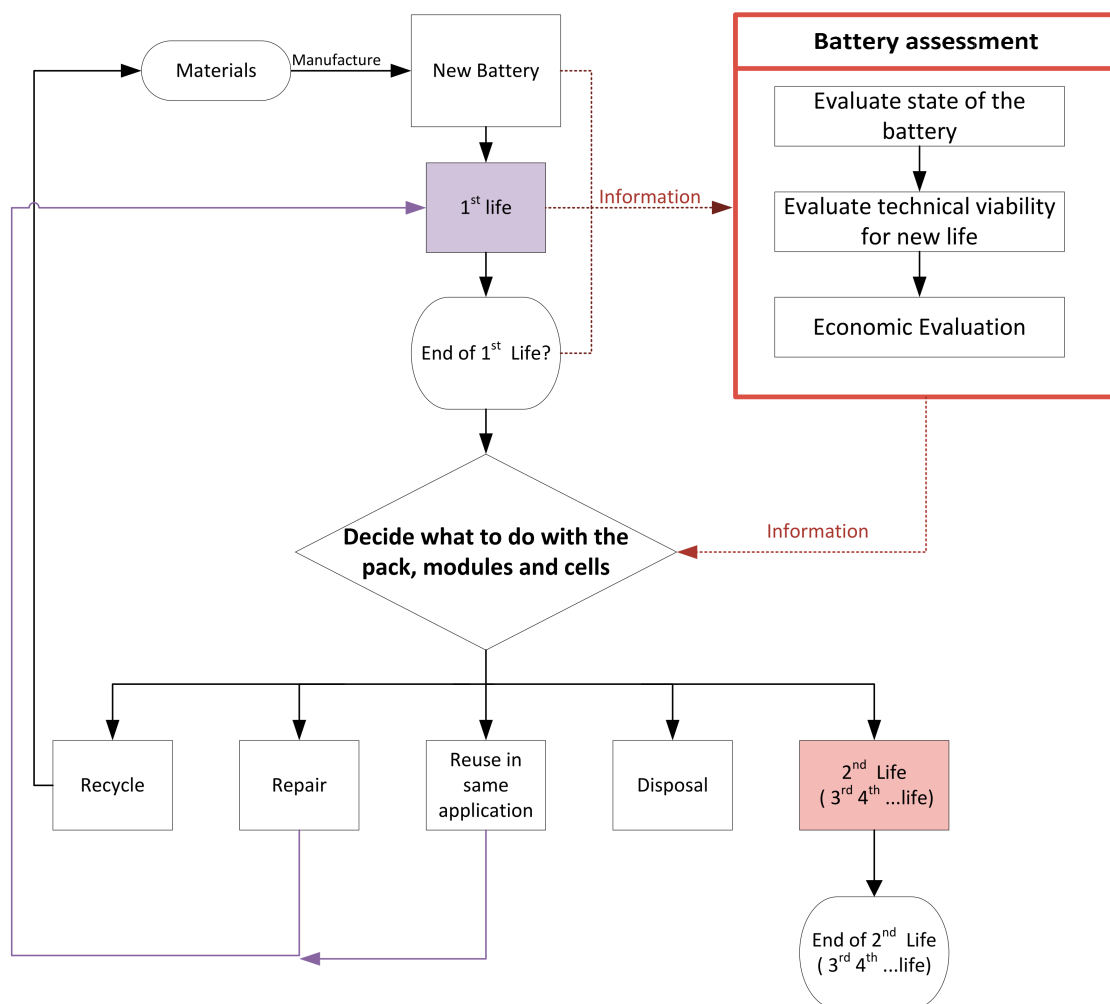 Battery assessment
Materials
Manufacture
New Battery
Evaluate state of the
battery
1st life
Information
Evaluate technical viability
for new life
Economic Evaluation
End of 1st Life?
Decide what to do with the
pack, modules and cells
Information
Recycle
Repair
Reuse in
same
application
Disposal
2nd Life
( 3rd 4th ...life)
End of 2nd Life
( 3rd 4th ...life)